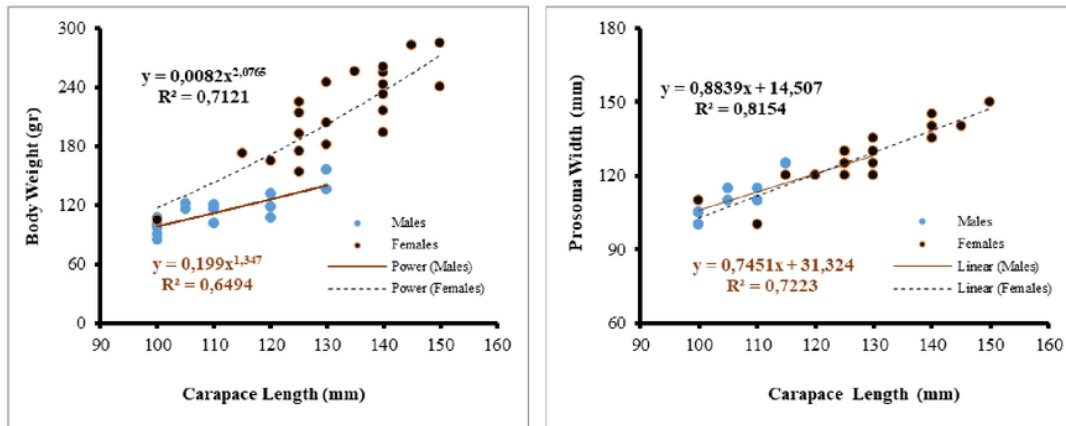 300
240
180
120
60
0
Body Weight (gr)
y = 0,0082x^2,0765
R² = 0,7121
Males
Females
Power (Males)
Power (Females)
y = 0,199x^1,347
R² = 0,6494
90 100 110 120 130 140 150 160
Carapace Length (mm)
180
150
120
90
60
Prosoma Width (mm)
y = 0,8839x + 14,507
R² = 0,8154
Males
Females
Linear (Males)
Linear (Females)
y = 0,7451x + 31,324
R² = 0,7223
90 100 110 120 130 140 150 160
Carapace Length (mm)